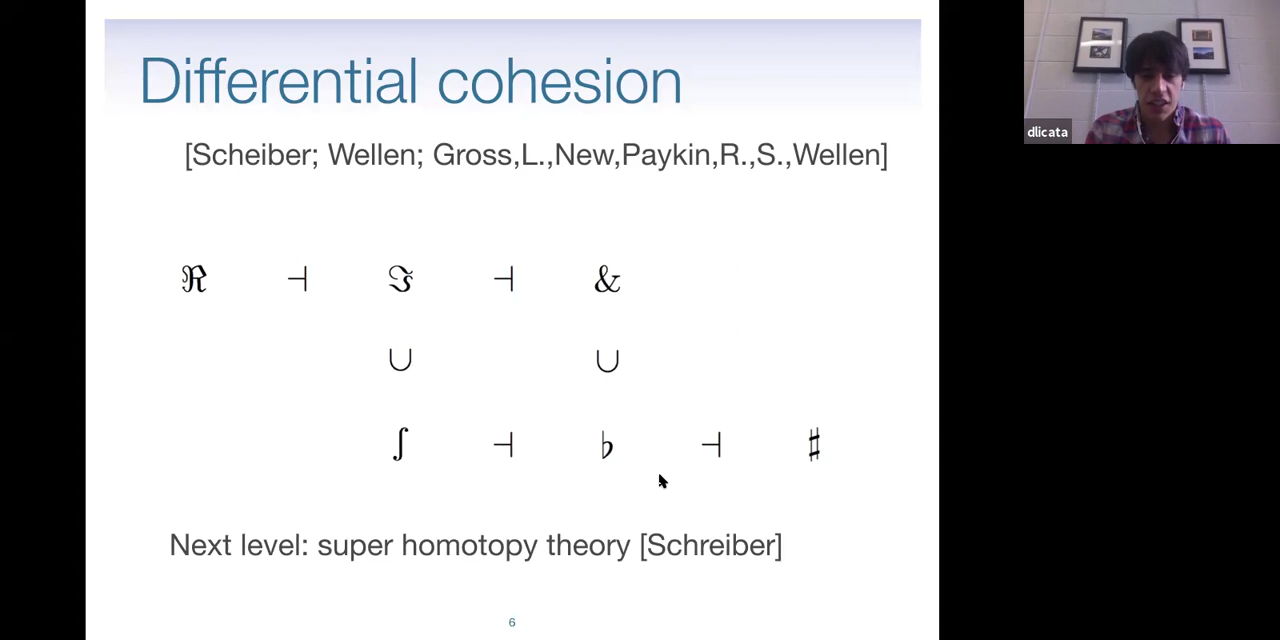 Differential cohesion
[Scheiber; Wellen; Gross,L.,New,Paykin,R.,S.,Wellen]
ℜ ⊣ ℑ ⊣ &
∪ ∪
∫ ⊣ ♭ ⊣ ♯
Next level: super homotopy theory [Schreiber]
6
dlicata